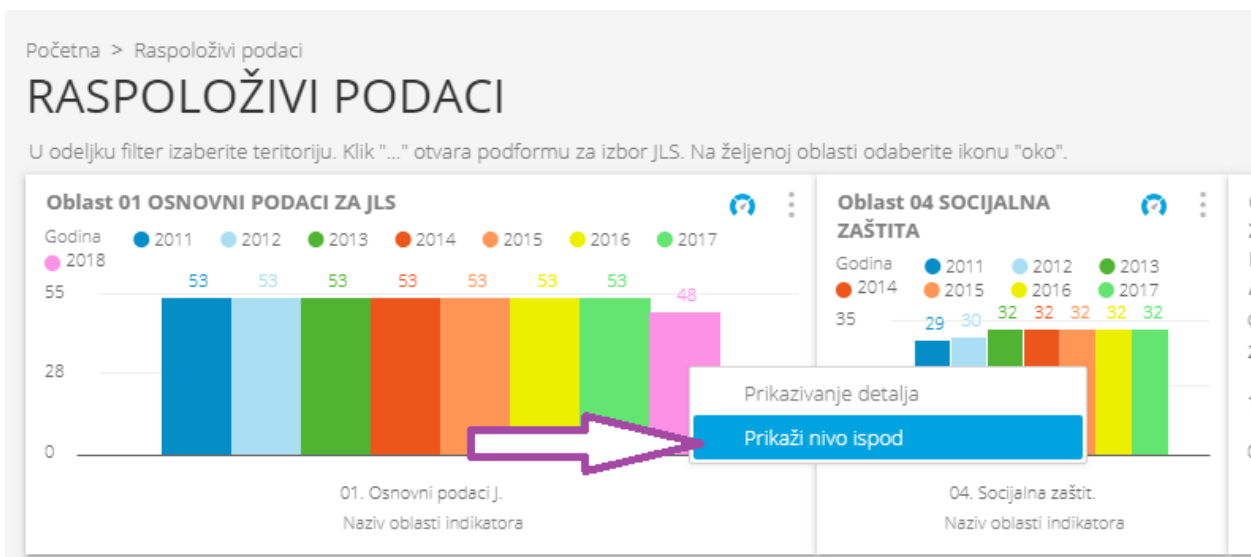 Početna > Raspoloživi podaci
RASPOLOŽIVI PODACI
U odeljku filter izaberite teritoriju. Klik "..." otvara podformu za izbor JLS. Na željenoj oblasti odaberite ikonu "oko".
Oblast 01 OSNOVNI PODACI ZA JLS
Godina 2011 2012 2013 2014 2015 2016 2017
2018
55
53 53 53 53 53 53 53 48
28
0
01. Osnovni podaci J.
Naziv oblasti indikatora
Oblast 04 SOCIJALNA
ZAŠTITA
Godina 2011 2012 2013
2014 2015 2016 2017
35
29 30 32 32 32 32 32
04. Socijalna zaštit.
Naziv oblasti indikatora
Prikazivanje detalja
Prikaži nivo ispod